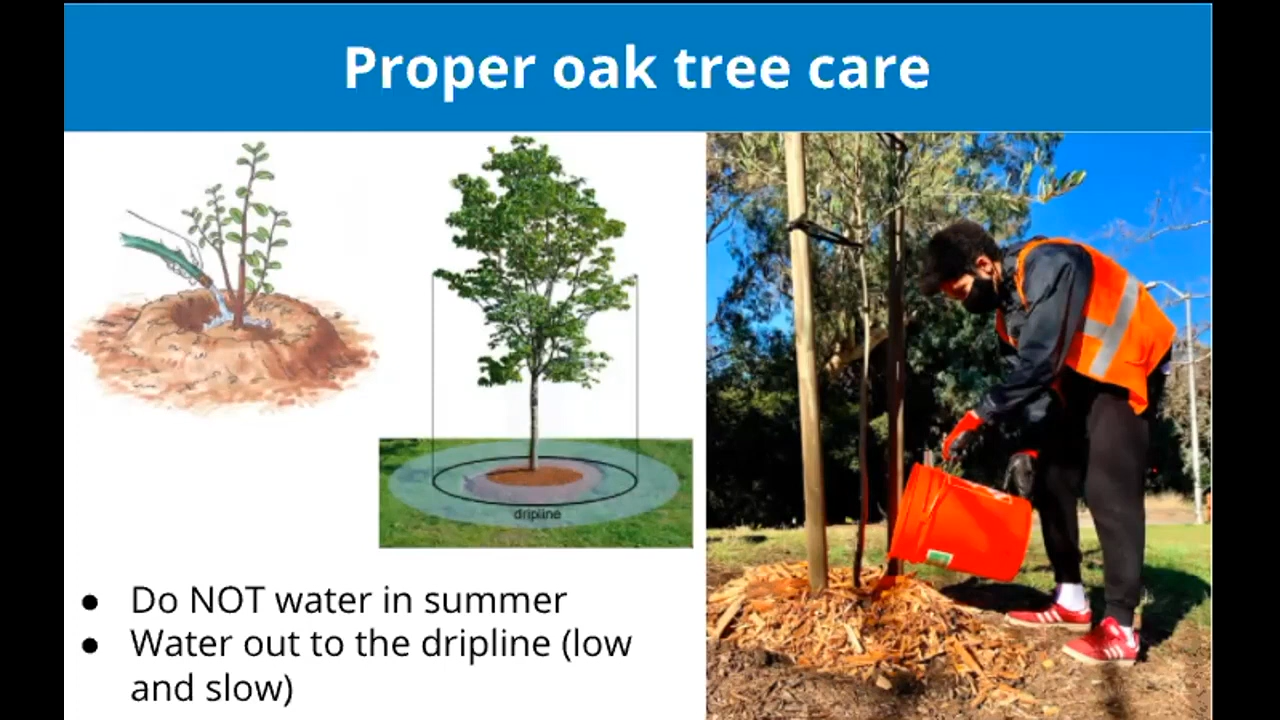 Proper oak tree care
dripline
● Do NOT water in summer
● Water out to the dripline (low
and slow)